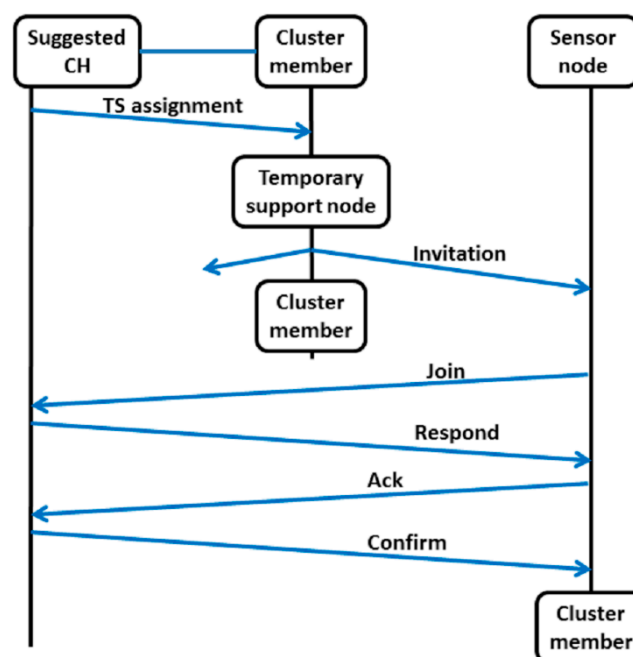 Suggested
CH
Cluster
member
Sensor
node
TS assignment
Temporary
support node
Invitation
Cluster
member
Join
Respond
Ack
Confirm
Cluster
member